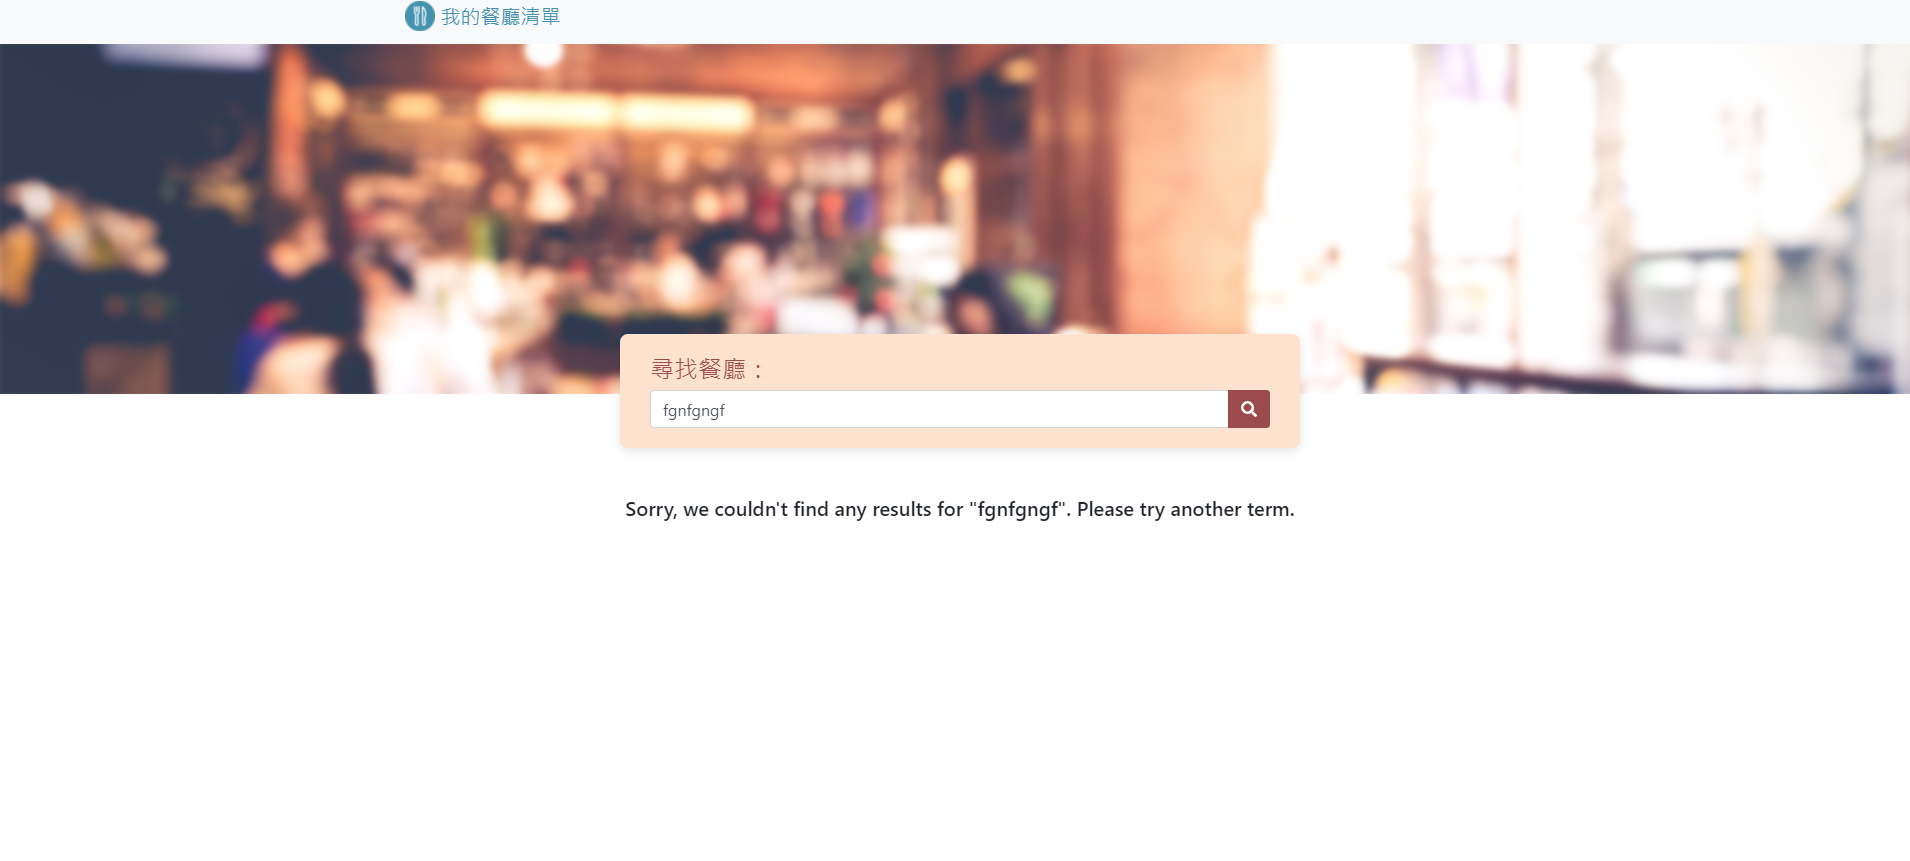 我的餐廳清單
尋找餐廳：
fgnfgngf
Sorry, we couldn't find any results for "fgnfgngf". Please try another term.